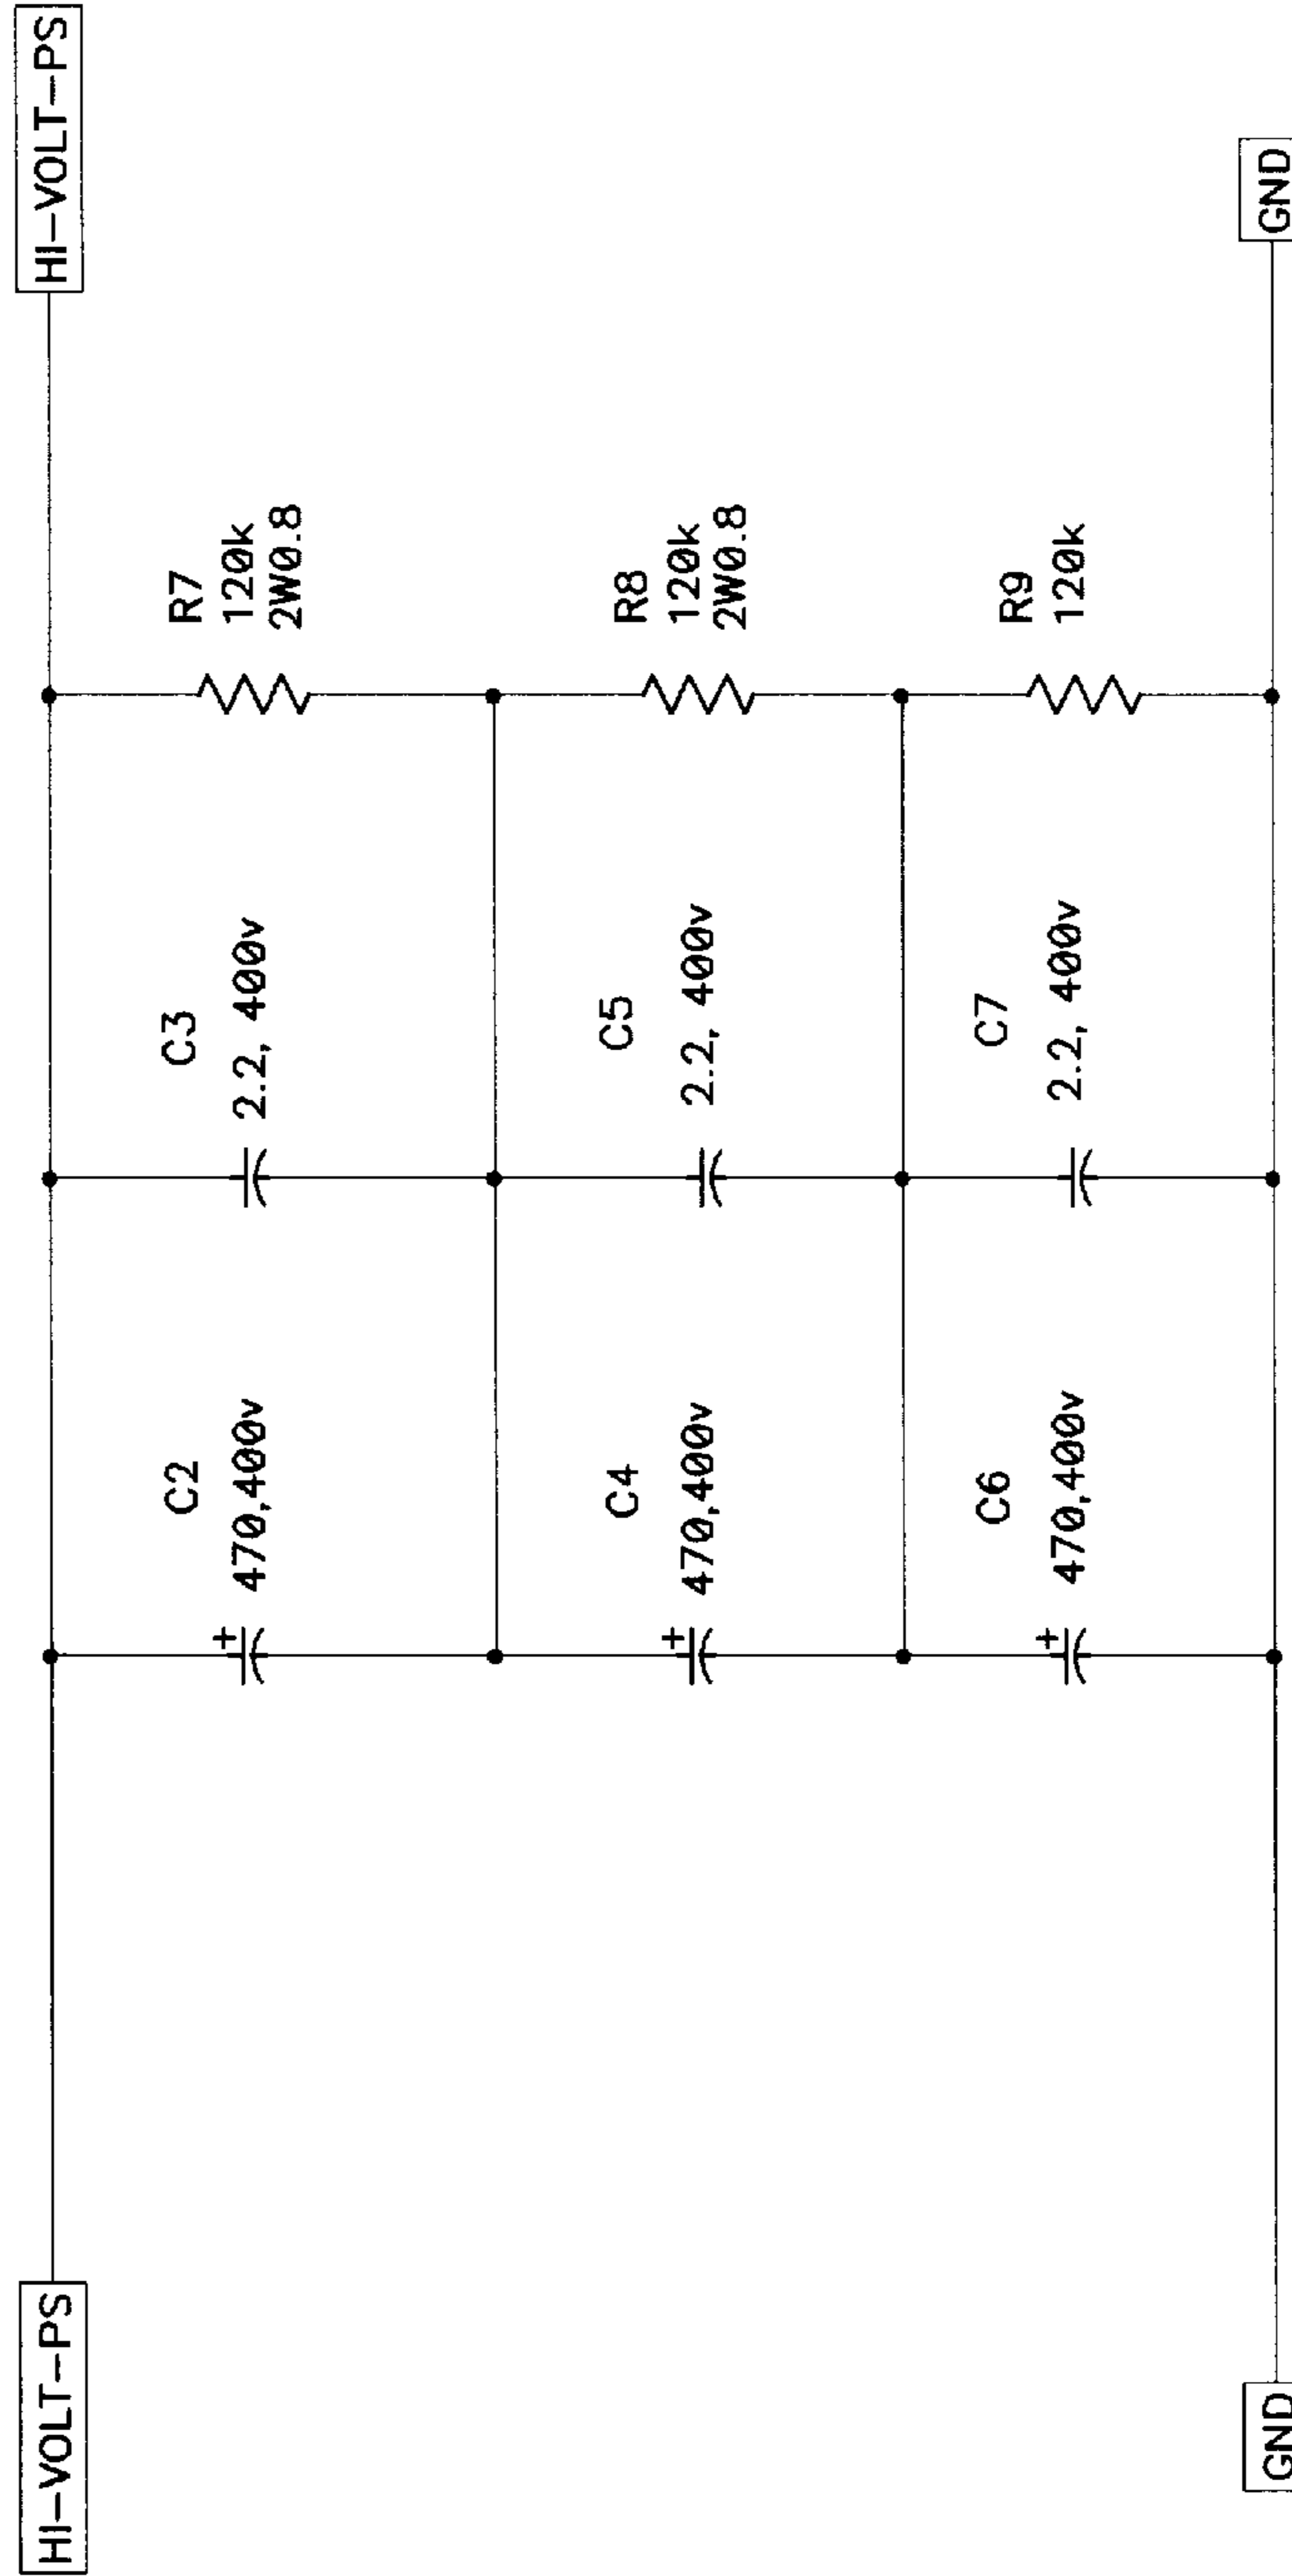 HI-VOLT-PS
HI-VOLT-PS
C2
470,400v
C3
2.2, 400v
R7
120k
2W0.8
C4
470,400v
C5
2.2, 400v
R8
120k
2W0.8
C6
470,400v
C7
2.2, 400v
R9
120k
GND
GND